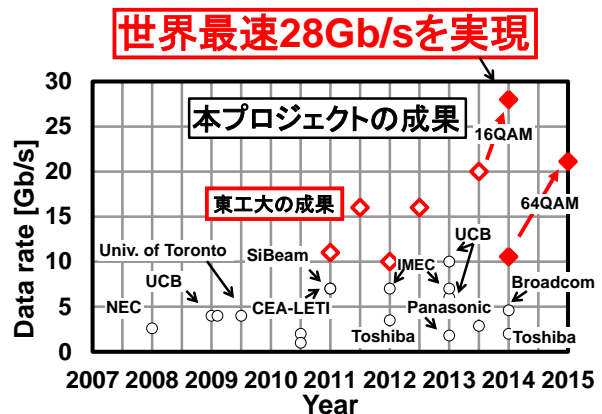 世界最速28Gb/sを実現
本プロジェクトの成果
16QAM
東工大の成果
64QAM
UCB
Univ. of Toronto
SiBeam
IMEC
UCB
Broadcom
NEC
CEA-LETI
Panasonic
Toshiba
Toshiba
Data rate [Gb/s]
30
25
20
15
10
5
0
2007 2008 2009 2010 2011 2012 2013 2014 2015
Year